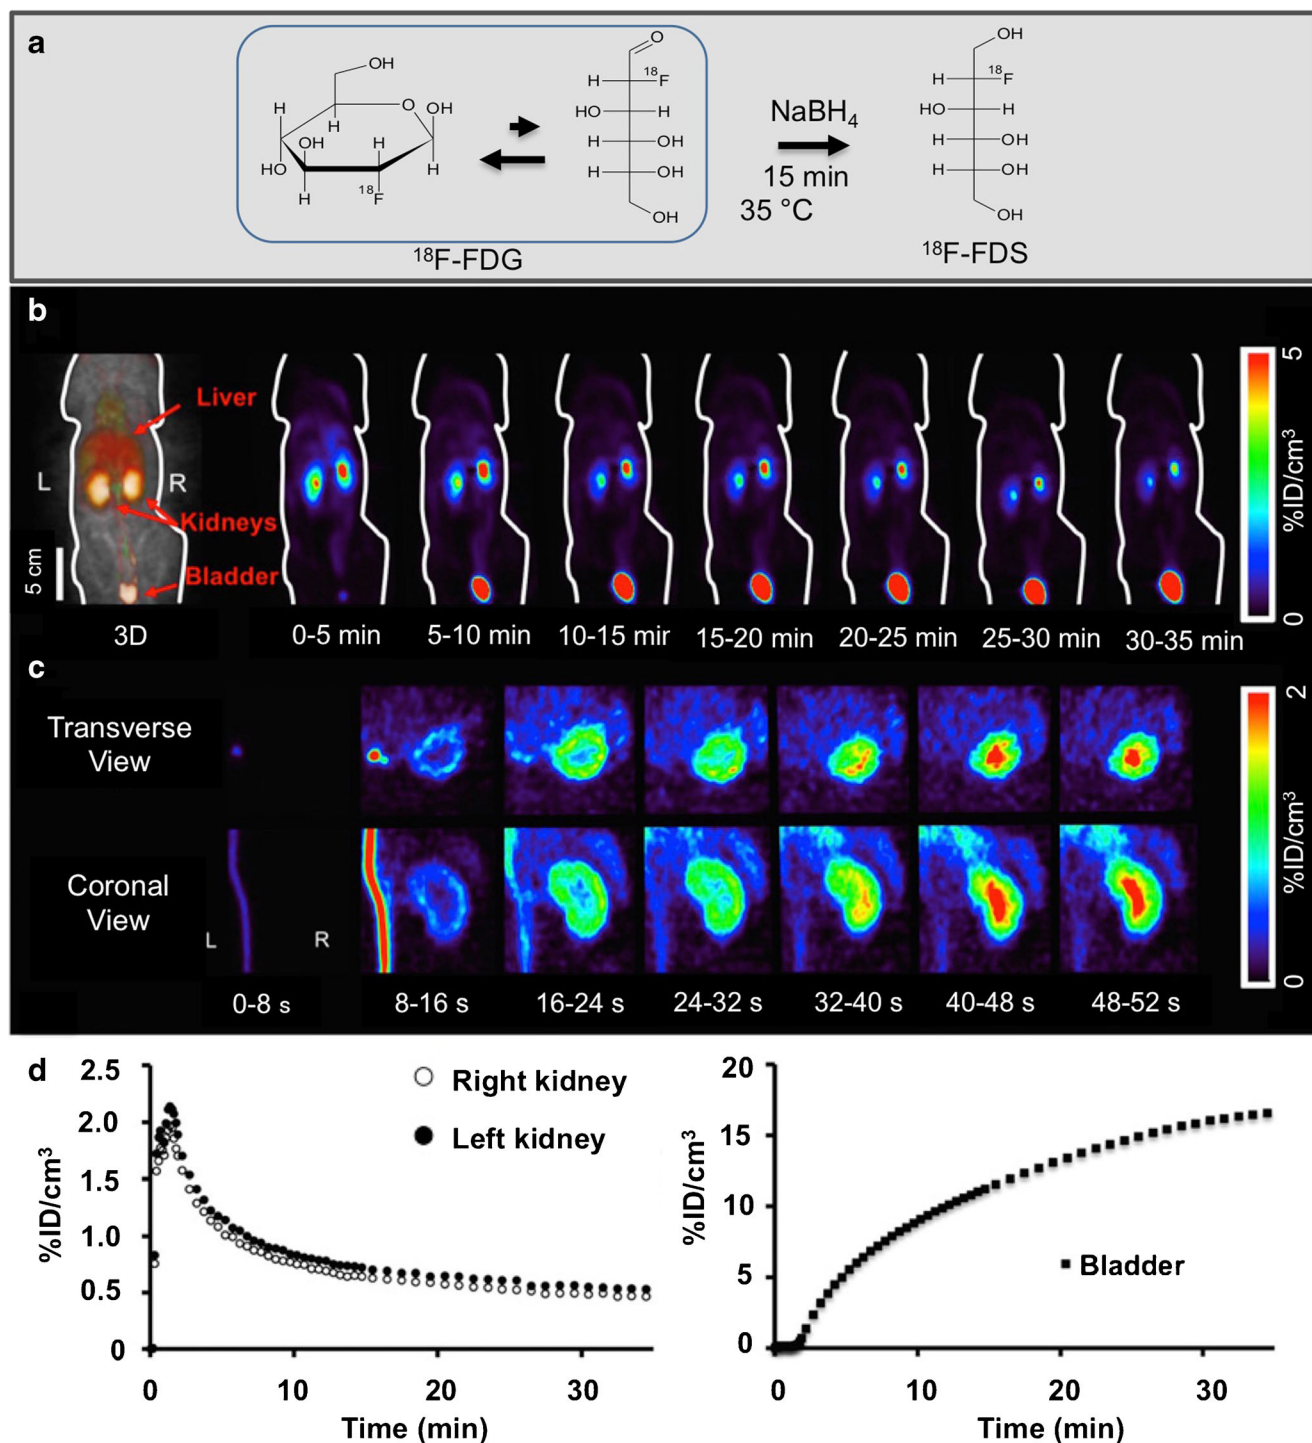 a
OH
H
O
OH
H
OH
H
HO
H
H
¹⁸F
O
H
¹⁸F
HO
H
H
OH
H
OH
OH
¹⁸F-FDG
NaBH₄
15 min
35 °C
OH
H
¹⁸F
HO
H
H
OH
H
OH
OH
¹⁸F-FDS
b
Liver
L
R
Kidneys
Bladder
5 cm
3D
0-5 min
5-10 min
10-15 mir
15-20 min
20-25 min
25-30 min
30-35 min
5
%ID/cm³
0
c
Transverse
View
Coronal
View
L
R
0-8 s
8-16 s
16-24 s
24-32 s
32-40 s
40-48 s
48-52 s
2
%ID/cm³
0
d
2.5
2.0
1.5
1.0
0.5
0
%ID/cm³
Right kidney
Left kidney
0
10
20
30
Time (min)
20
15
10
5
0
%ID/cm³
Bladder
0
10
20
30
Time (min)